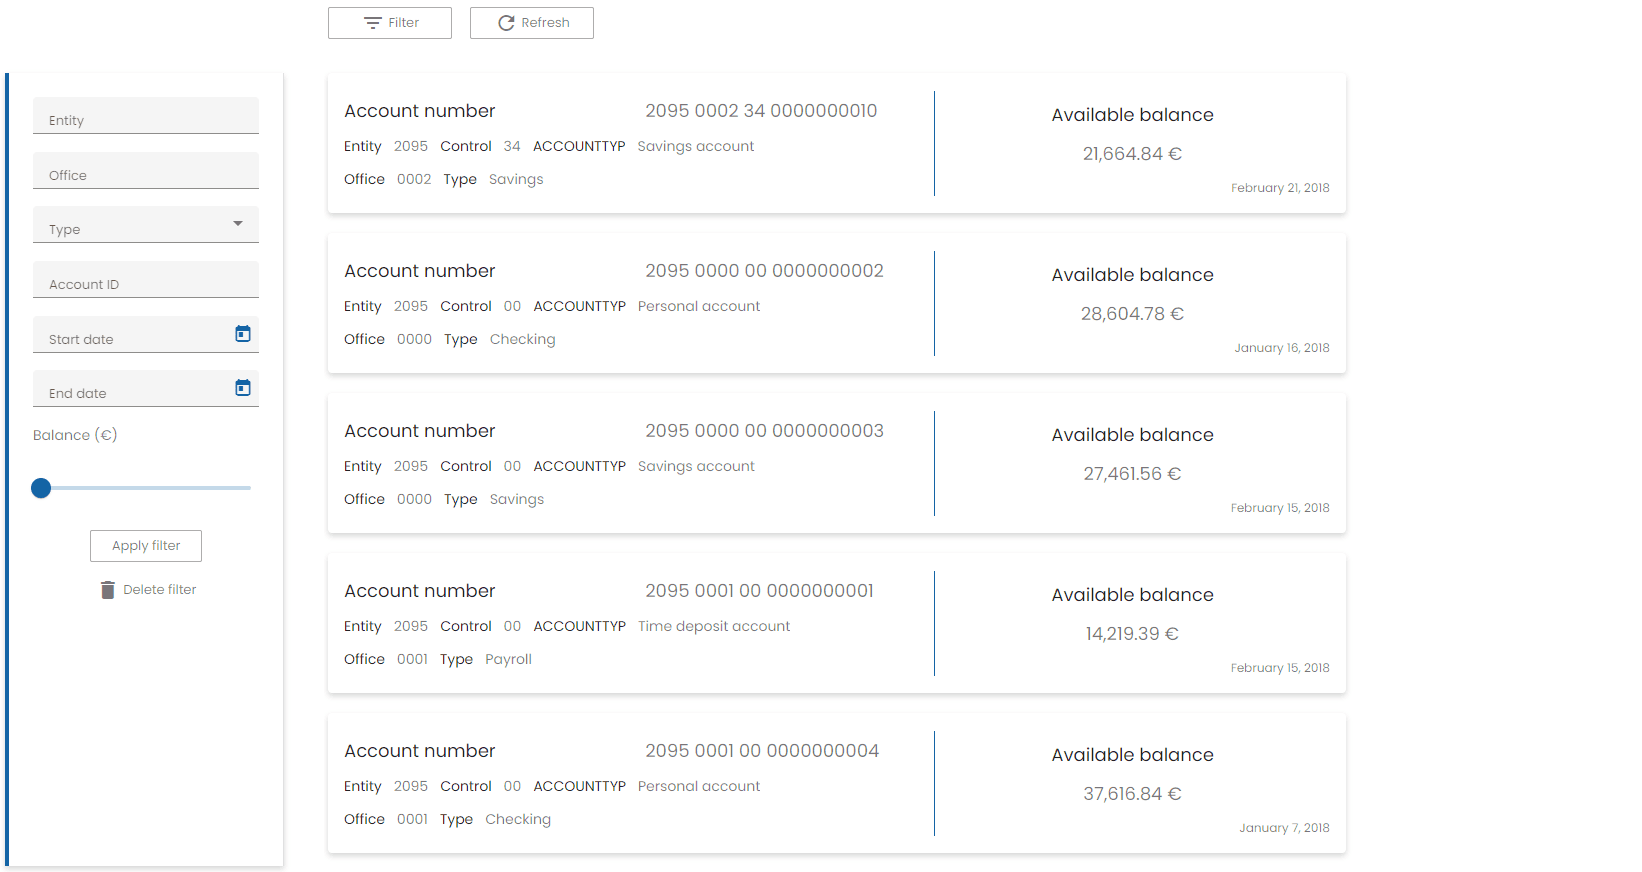 Filter
Refresh
Entity
Office
Type
Account ID
Start date
End date
Balance (€)
Apply filter
Delete filter
Account number 2095 0002 34 0000000010
Entity 2095 Control 34 ACCOUNTTYP Savings account
Office 0002 Type Savings
Available balance
21,664.84 €
February 21, 2018
Account number 2095 0000 00 0000000002
Entity 2095 Control 00 ACCOUNTTYP Personal account
Office 0000 Type Checking
Available balance
28,604.78 €
January 16, 2018
Account number 2095 0000 00 0000000003
Entity 2095 Control 00 ACCOUNTTYP Savings account
Office 0000 Type Savings
Available balance
27,461.56 €
February 15, 2018
Account number 2095 0001 00 0000000001
Entity 2095 Control 00 ACCOUNTTYP Time deposit account
Office 0001 Type Payroll
Available balance
14,219.39 €
February 15, 2018
Account number 2095 0001 00 0000000004
Entity 2095 Control 00 ACCOUNTTYP Personal account
Office 0001 Type Checking
Available balance
37,616.84 €
January 7, 2018